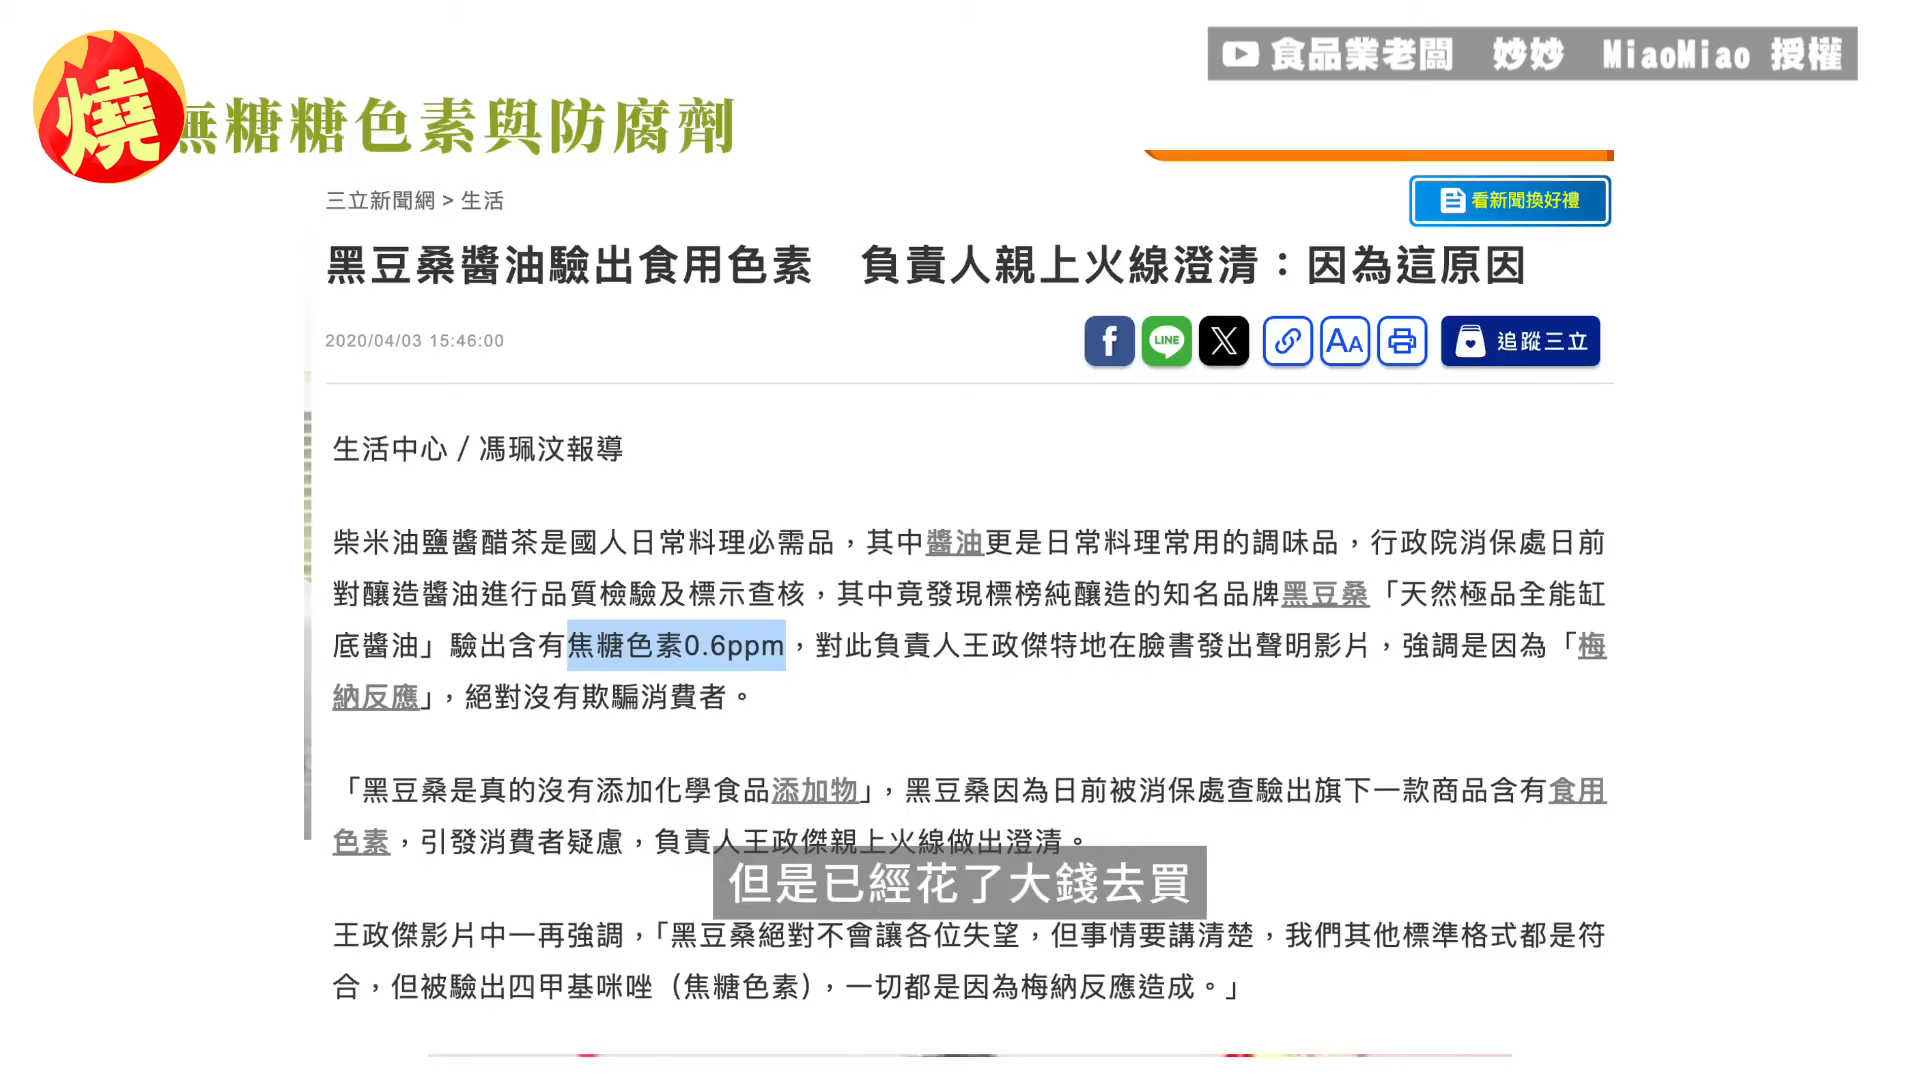 食品業老闆 妙妙 MiaoMiao 授權
燒
無糖糖色素與防腐劑
三立新聞網 > 生活
看新聞換好禮
黑豆桑醬油驗出食用色素 負責人親上火線澄清：因為這原因
2020/04/03 15:46:00
f
LINE
X
AA
追蹤三立
生活中心／馮珮汶報導
柴米油鹽醬醋茶是國人日常料理必需品，其中醬油更是日常料理常用的調味品，行政院消保處日前
對釀造醬油進行品質檢驗及標示查核，其中竟發現標榜純釀造的知名品牌黑豆桑「天然極品全能缸
底醬油」驗出含有焦糖色素0.6ppm，對此負責人王政傑特地在臉書發出聲明影片，強調是因為「梅
納反應」，絕對沒有欺騙消費者。
「黑豆桑是真的沒有添加化學食品添加物」，黑豆桑因為日前被消保處查驗出旗下一款商品含有食用
色素，引發消費者疑慮，負責人王政傑親上火線做出澄清。
但是已經花了大錢去買
王政傑影片中一再強調，「黑豆桑絕對不會讓各位失望，但事情要講清楚，我們其他標準格式都是符
合，但被驗出四甲基咪唑（焦糖色素），一切都是因為梅納反應造成。」